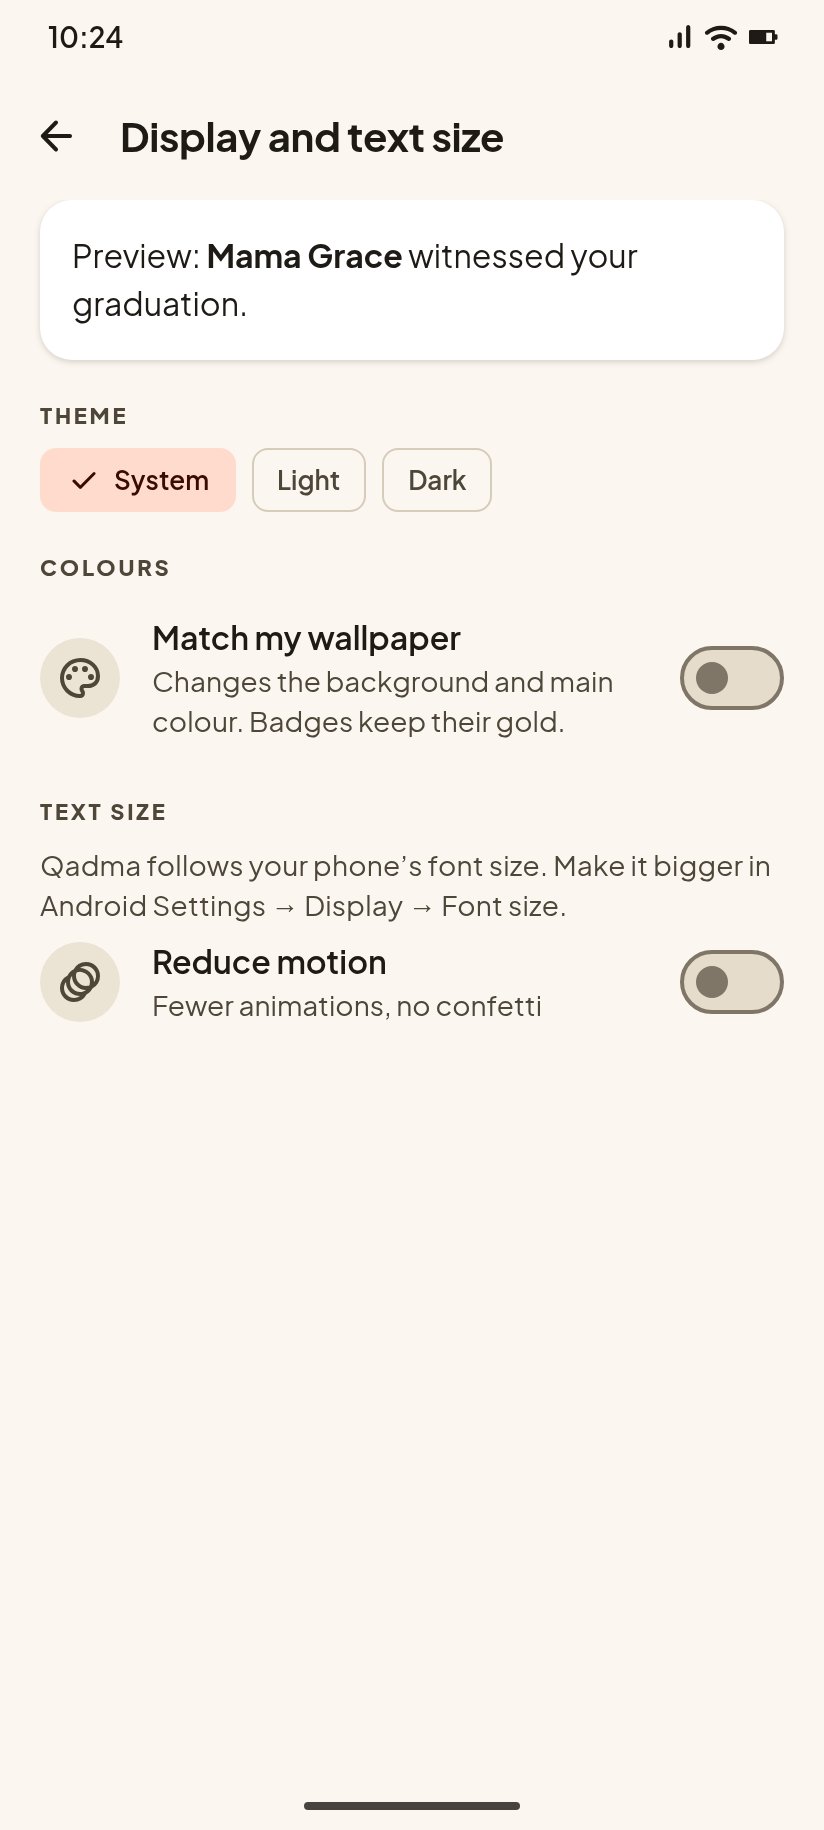 10:24
Display and text size
Preview: Mama Grace witnessed your
graduation.
THEME
System
Light
Dark
COLOURS
Match my wallpaper
Changes the background and main
colour. Badges keep their gold.
TEXT SIZE
Qadma follows your phone’s font size. Make it bigger in
Android Settings → Display → Font size.
Reduce motion
Fewer animations, no confetti